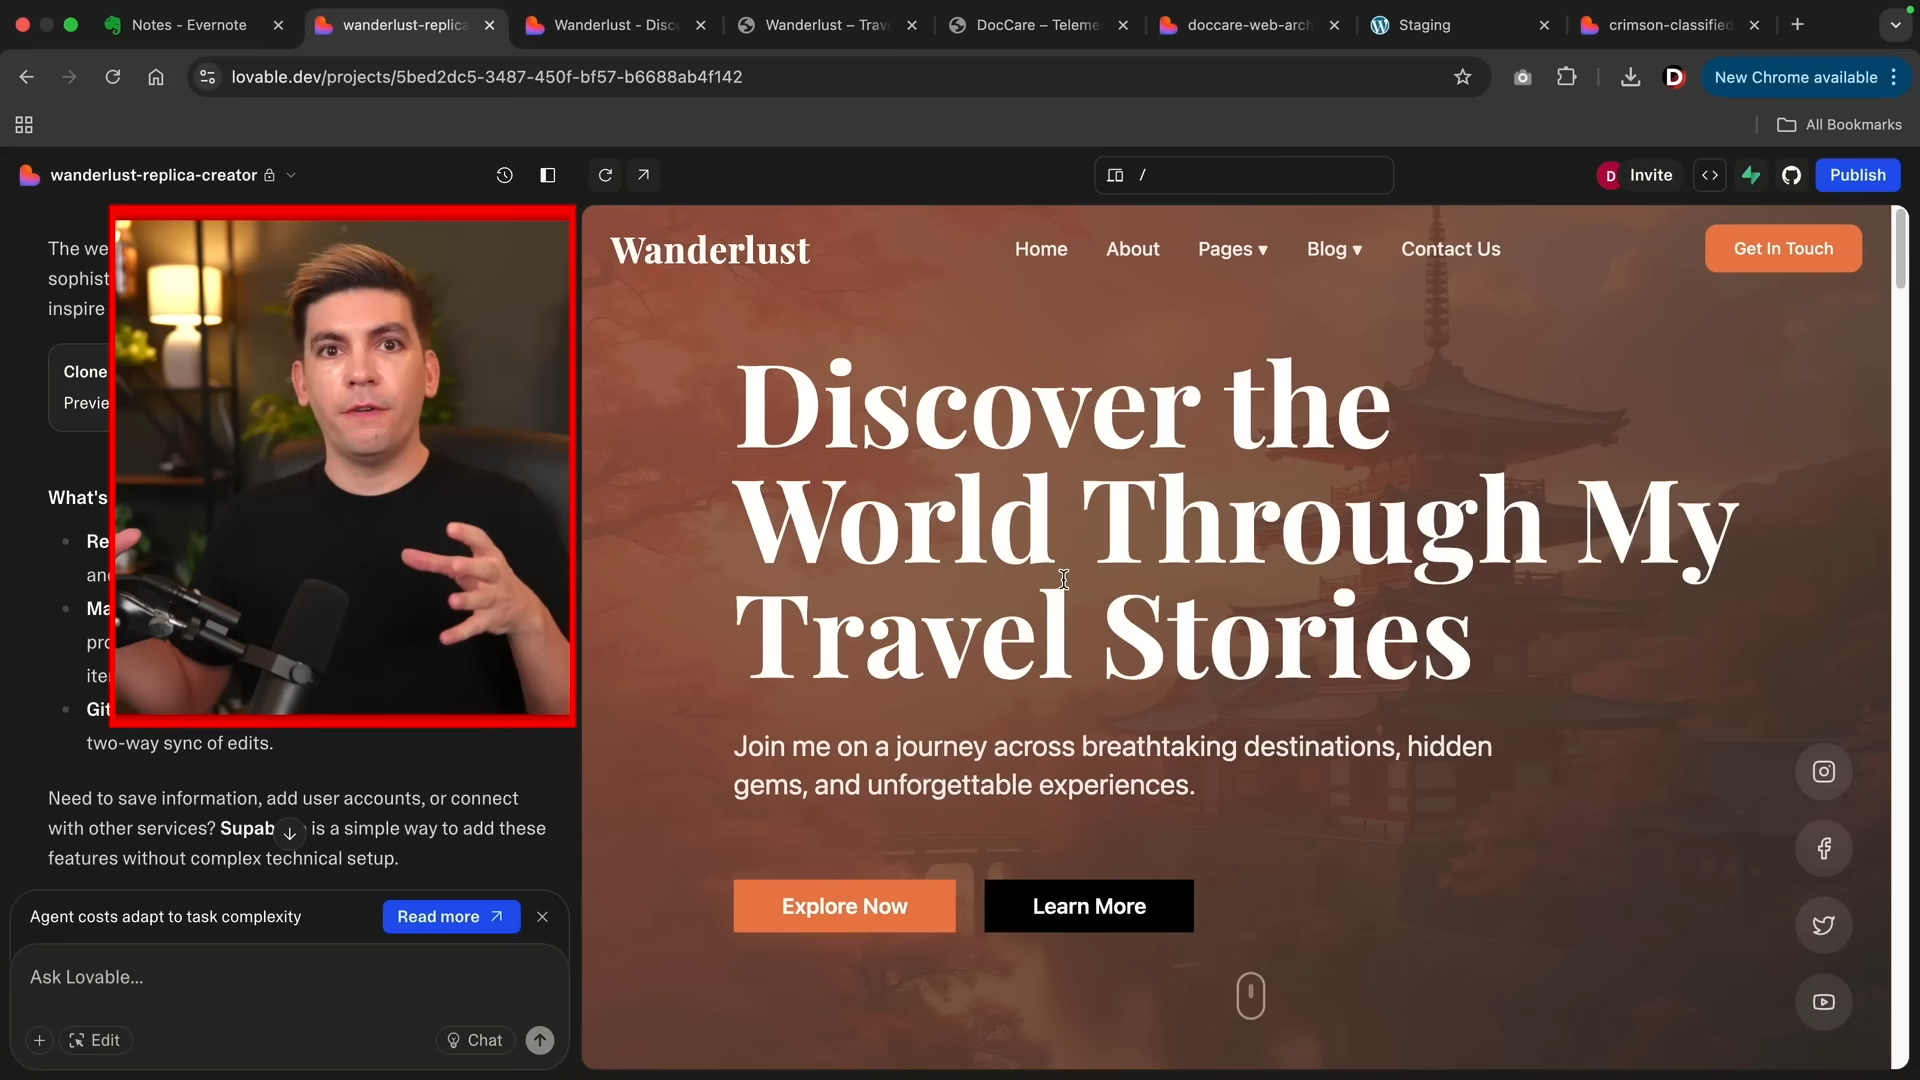 Notes - Evernote
wanderlust-replica
Wanderlust - Disc
Wanderlust – Trav
DocCare – Teleme
doccare-web-arch
Staging
crimson-classified
lovable.dev/projects/5bed2dc5-3487-450f-bf57-b6688ab4f142
D
New Chrome available
All Bookmarks
wanderlust-replica-creator
/
D
Invite
Publish
The we
sophist
inspire
Clone
Previe
What's
Re
and
Ma
pro
iter
Git
two-way sync of edits.
Need to save information, add user accounts, or connect
with other services? Supab is a simple way to add these
features without complex technical setup.
Agent costs adapt to task complexity
Read more
Ask Lovable...
Edit
Chat
Wanderlust
Home
About
Pages ▾
Blog ▾
Contact Us
Get In Touch
Discover the
World Through My
Travel Stories
Join me on a journey across breathtaking destinations, hidden
gems, and unforgettable experiences.
Explore Now
Learn More